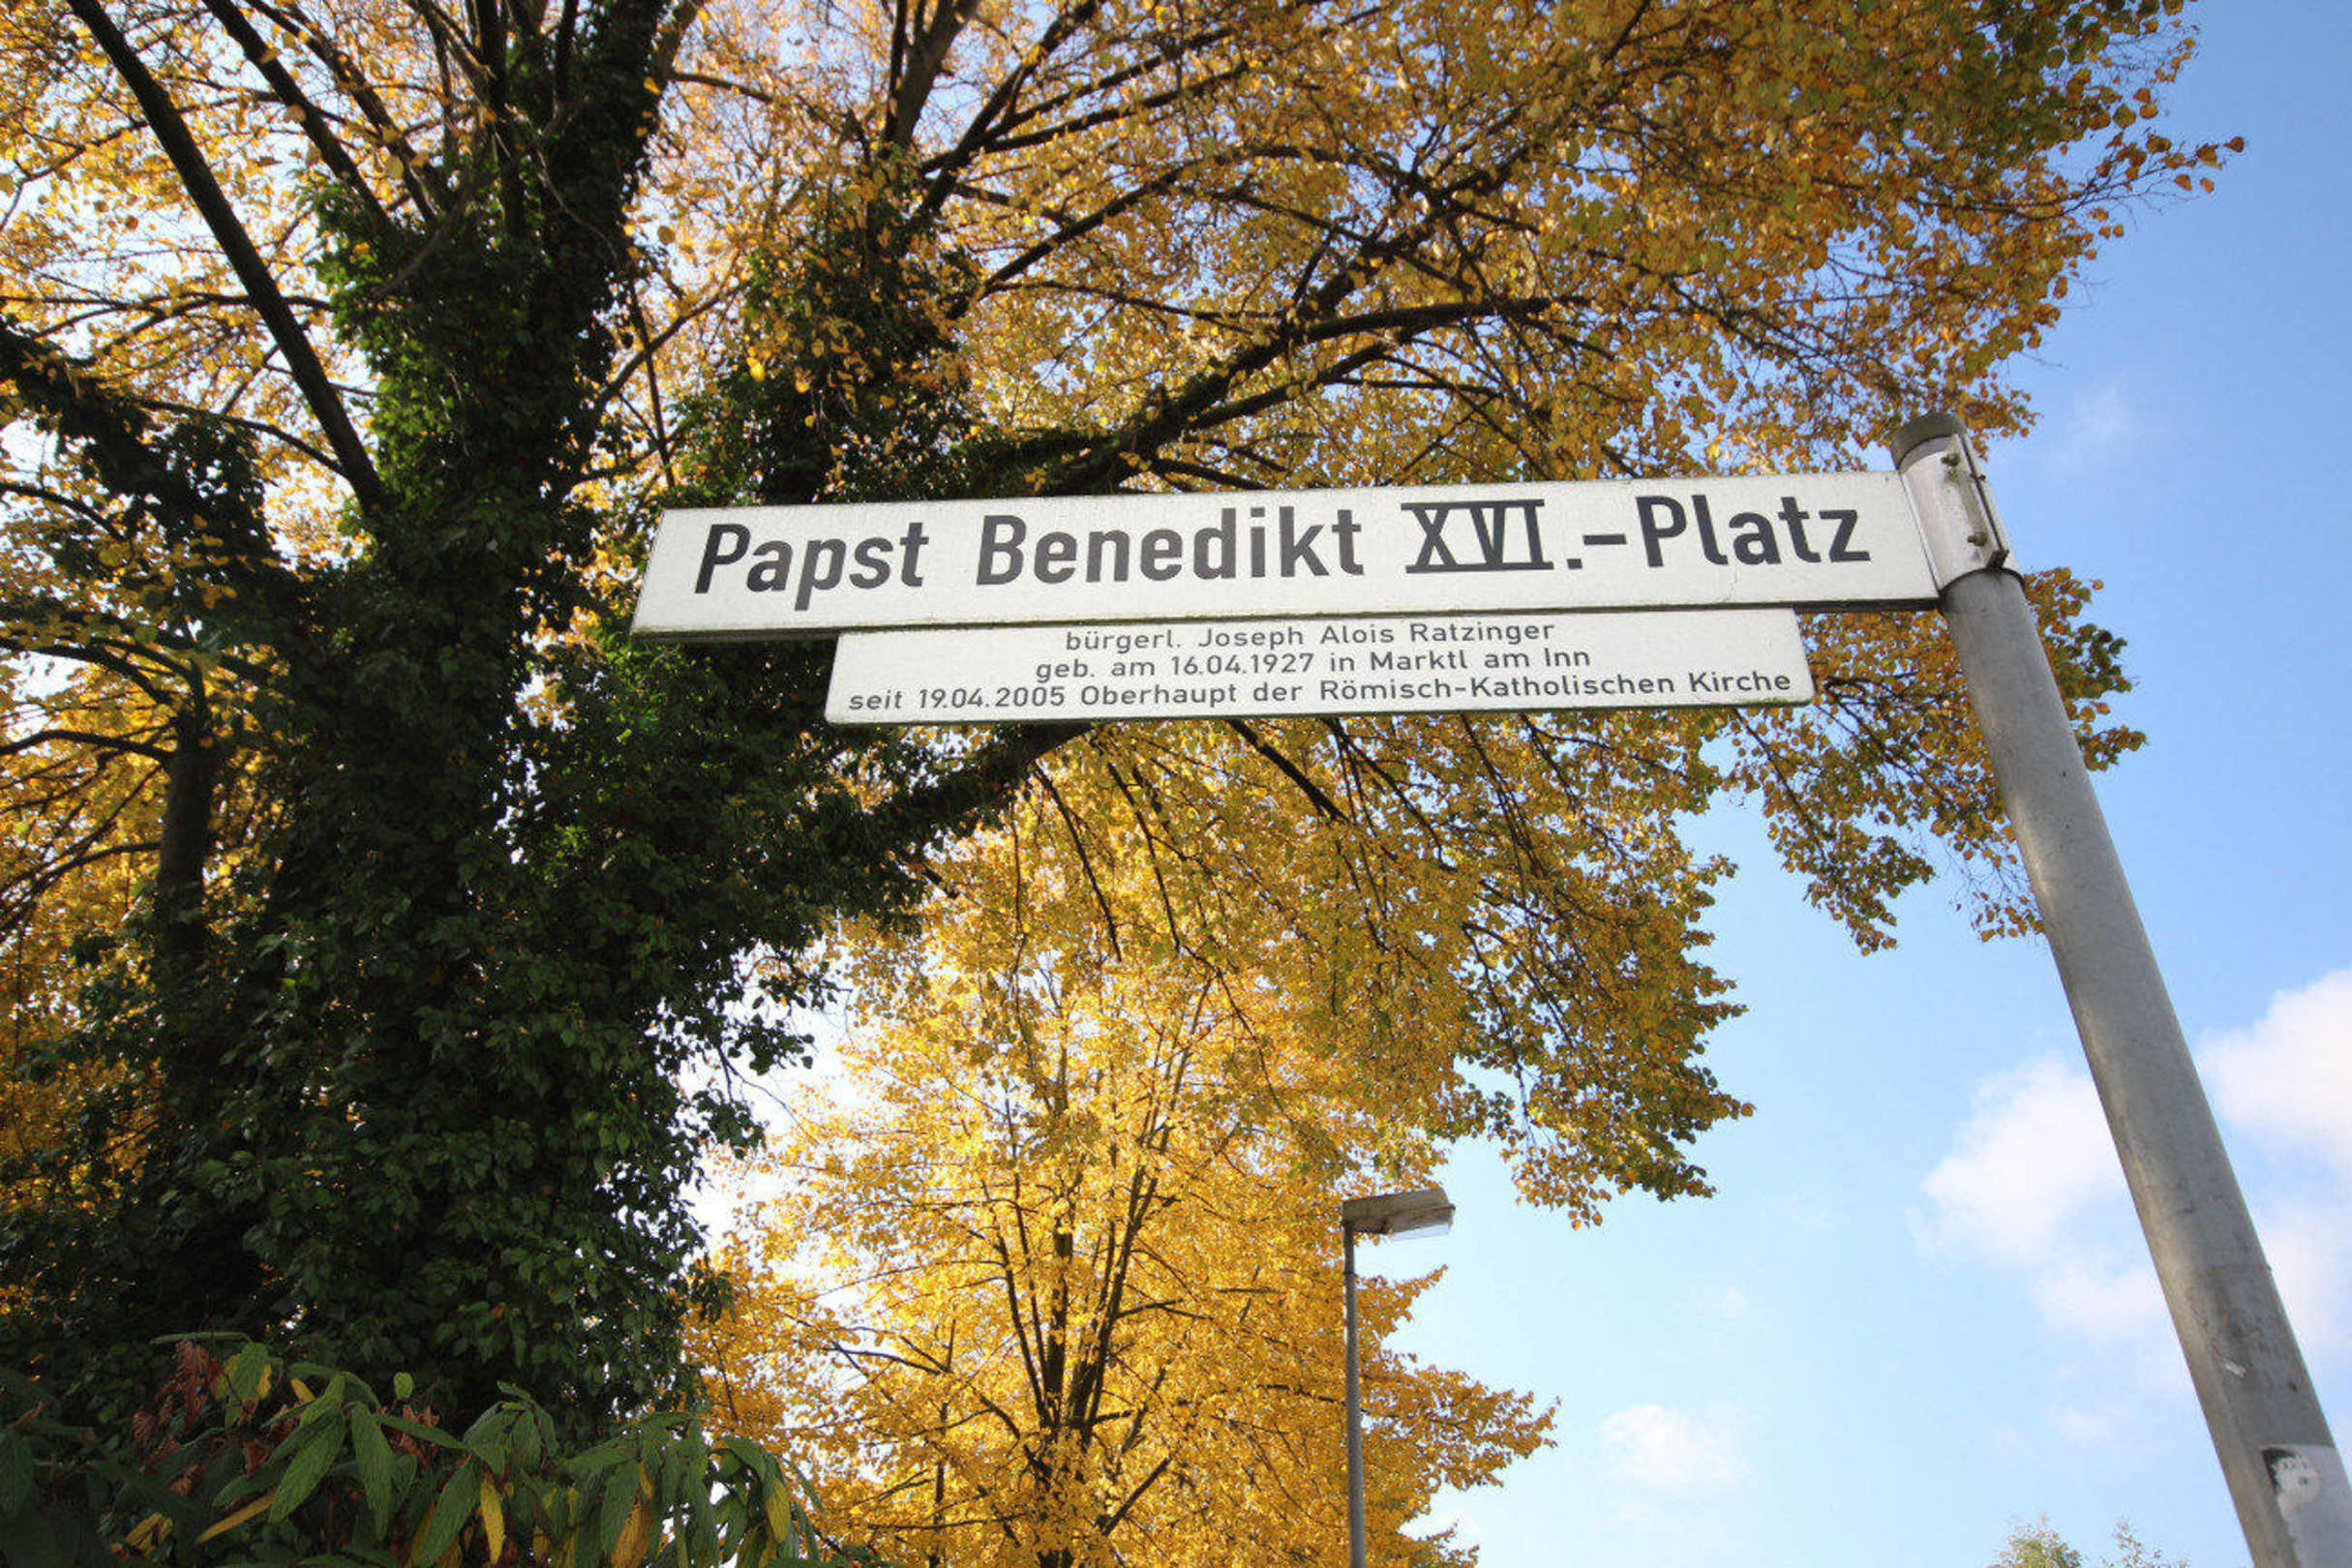 Papst Benedikt XVI.-Platz
bürgerl. Joseph Alois Ratzinger
geb. am 16.04.1927 in Marktl am Inn
seit 19.04.2005 Oberhaupt der Römisch-Katholischen Kirche